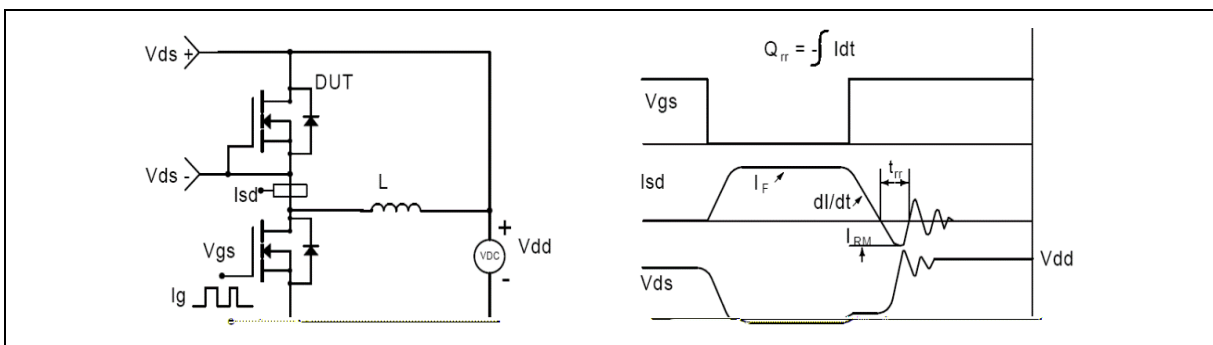 Vds +
DUT
Vds -
Isd
L
Vgs
+
VDC
Vdd
-
Ig
Q_rr = -∫ Idt
Vgs
Isd
I_F
dI/dt
t_rr
I_RM
Vds
Vdd